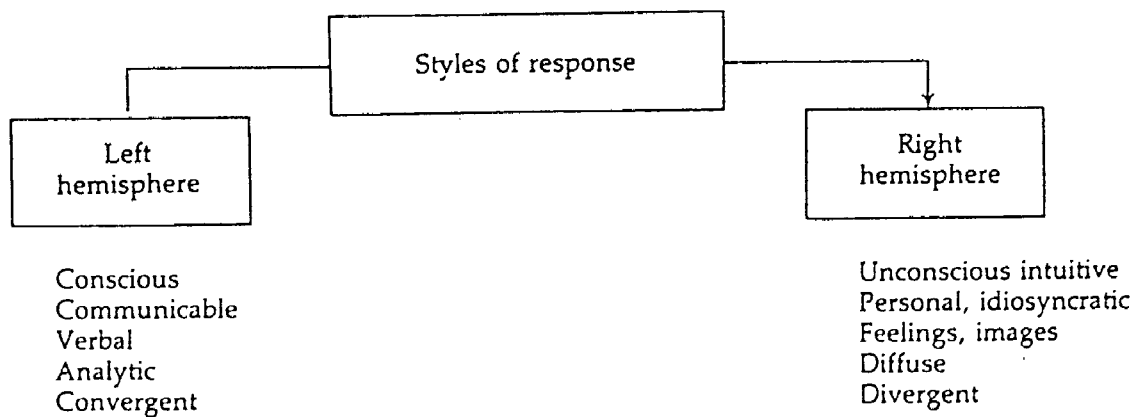 Styles of response
Left
hemisphere
Right
hemisphere
Conscious
Communicable
Verbal
Analytic
Convergent
Unconscious intuitive
Personal, idiosyncratic
Feelings, images
Diffuse
Divergent